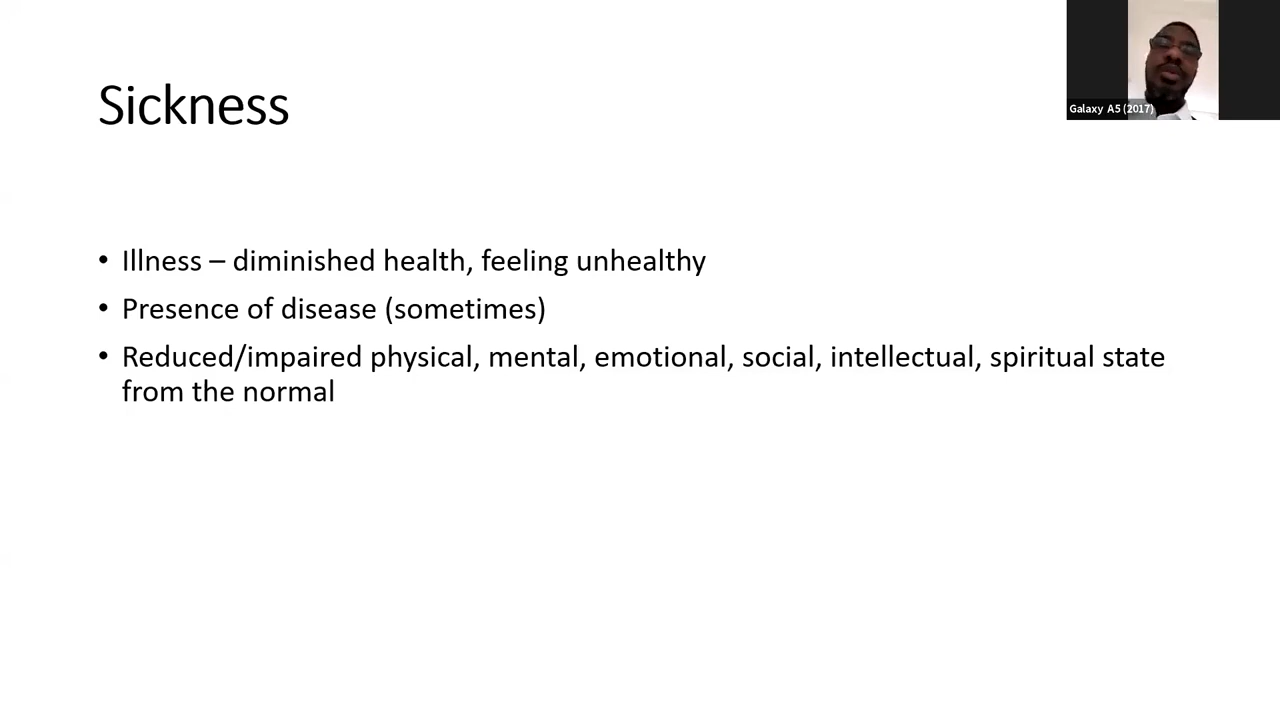 Galaxy A5 (2017)
Sickness
• Illness – diminished health, feeling unhealthy
• Presence of disease (sometimes)
• Reduced/impaired physical, mental, emotional, social, intellectual, spiritual state
from the normal